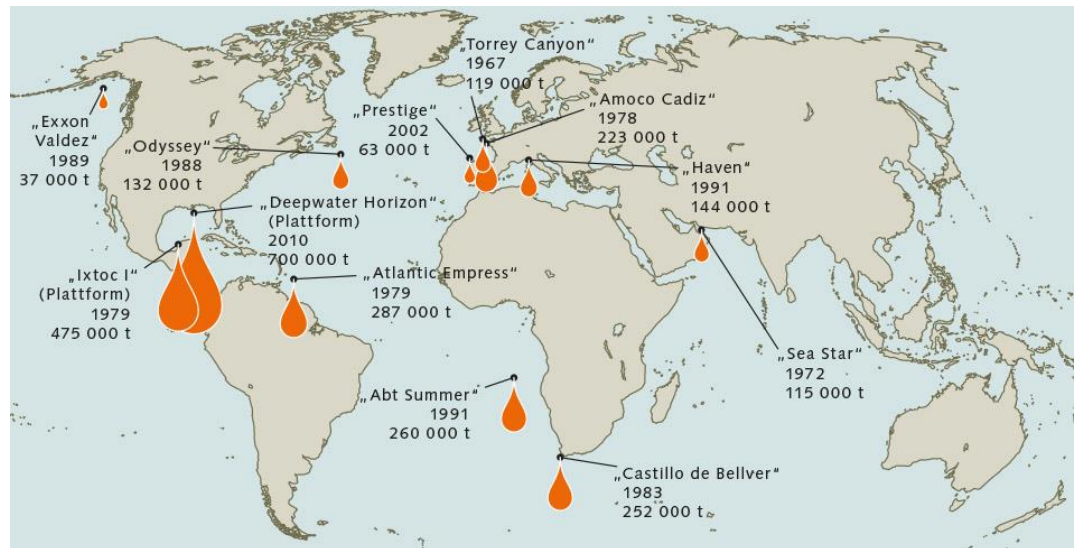 „Torrey Canyon“
1967
119 000 t
„Amoco Cadiz“
1978
223 000 t
„Prestige“
2002
63 000 t
„Exxon
Valdez“
1989
37 000 t
„Odyssey“
1988
132 000 t
„Haven“
1991
144 000 t
„Deepwater Horizon“
(Plattform)
2010
700 000 t
„Ixtoc I“
(Plattform)
1979
475 000 t
„Atlantic Empress“
1979
287 000 t
„Sea Star“
1972
115 000 t
„Abt Summer“
1991
260 000 t
„Castillo de Bellver“
1983
252 000 t